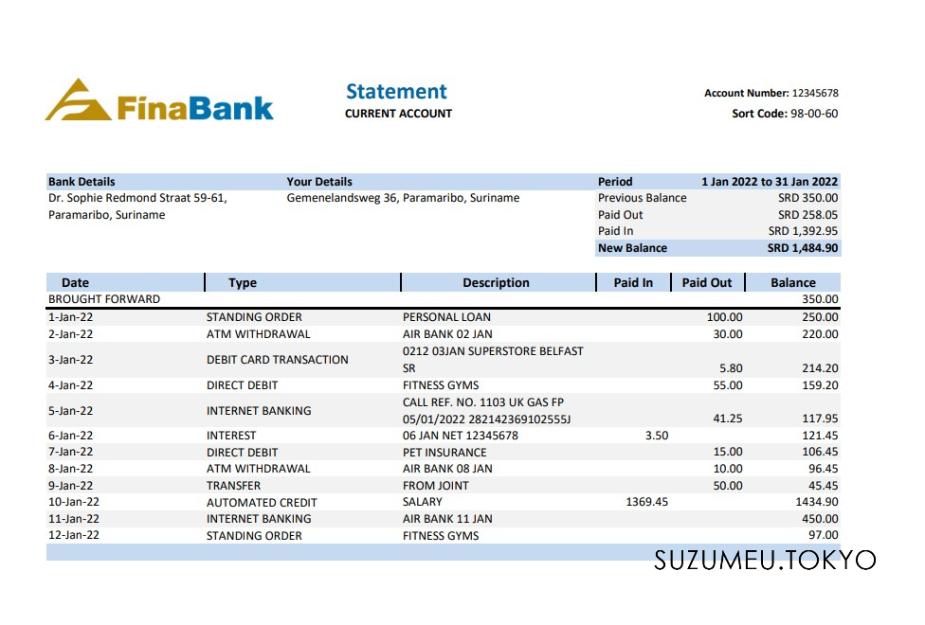 FinaBank
Statement
CURRENT ACCOUNT
Account Number: 12345678
Sort Code: 98-00-60
Bank Details Your Details Period 1 Jan 2022 to 31 Jan 2022
Dr. Sophie Redmond Straat 59-61, Gemenelandsweg 36, Paramaribo, Suriname Previous Balance SRD 350.00
Paramaribo, Suriname Paid Out SRD 258.05
Paid In SRD 1,392.95
New Balance SRD 1,484.90
Date Type Description Paid In Paid Out Balance
BROUGHT FORWARD 350.00
1-Jan-22 STANDING ORDER PERSONAL LOAN 100.00 250.00
2-Jan-22 ATM WITHDRAWAL AIR BANK 02 JAN 30.00 220.00
3-Jan-22 DEBIT CARD TRANSACTION 0212 03JAN SUPERSTORE BELFAST
SR 5.80 214.20
4-Jan-22 DIRECT DEBIT FITNESS GYMS 55.00 159.20
5-Jan-22 INTERNET BANKING CALL REF. NO. 1103 UK GAS FP
05/01/2022 282142369102555J 41.25 117.95
6-Jan-22 INTEREST 06 JAN NET 12345678 3.50 121.45
7-Jan-22 DIRECT DEBIT PET INSURANCE 15.00 106.45
8-Jan-22 ATM WITHDRAWAL AIR BANK 08 JAN 10.00 96.45
9-Jan-22 TRANSFER FROM JOINT 50.00 45.45
10-Jan-22 AUTOMATED CREDIT SALARY 1369.45 1434.90
11-Jan-22 INTERNET BANKING AIR BANK 11 JAN 450.00
12-Jan-22 STANDING ORDER FITNESS GYMS 97.00
SUZUMEU.TOKYO